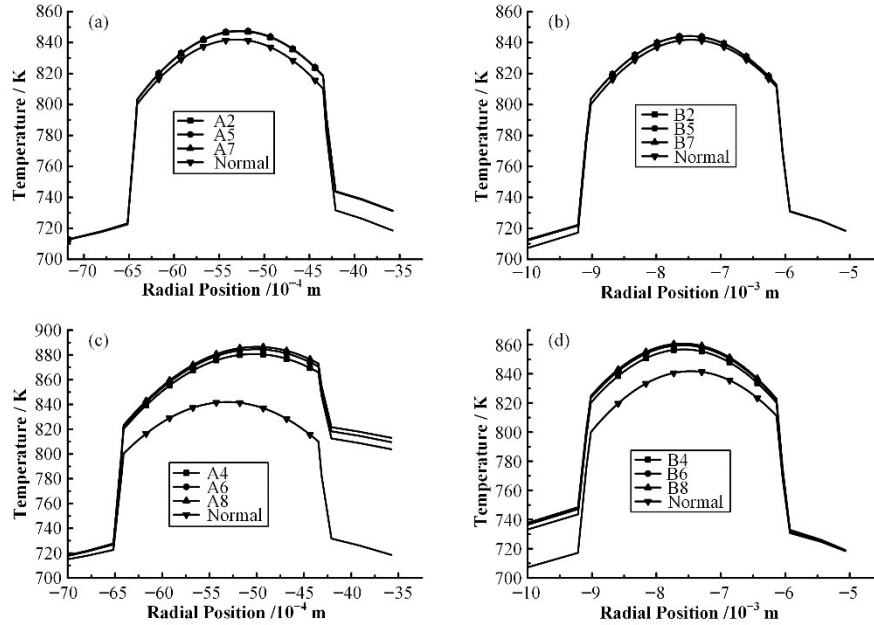 (a)
860
840
820
800
780
760
740
720
700
Temperature / K
A2
A5
A7
Normal
−70 −65 −60 −55 −50 −45 −40 −35
Radial Position /10⁻⁴ m
(b)
860
840
820
800
780
760
740
720
700
Temperature / K
B2
B5
B7
Normal
−10 −9 −8 −7 −6 −5
Radial Position /10⁻³ m
(c)
900
880
860
840
820
800
780
760
740
720
700
Temperature / K
A4
A6
A8
Normal
−70 −65 −60 −55 −50 −45 −40 −35
Radial Position /10⁻⁴ m
(d)
860
840
820
800
780
760
740
720
700
Temperature / K
B4
B6
B8
Normal
−10 −9 −8 −7 −6 −5
Radial Position /10⁻³ m